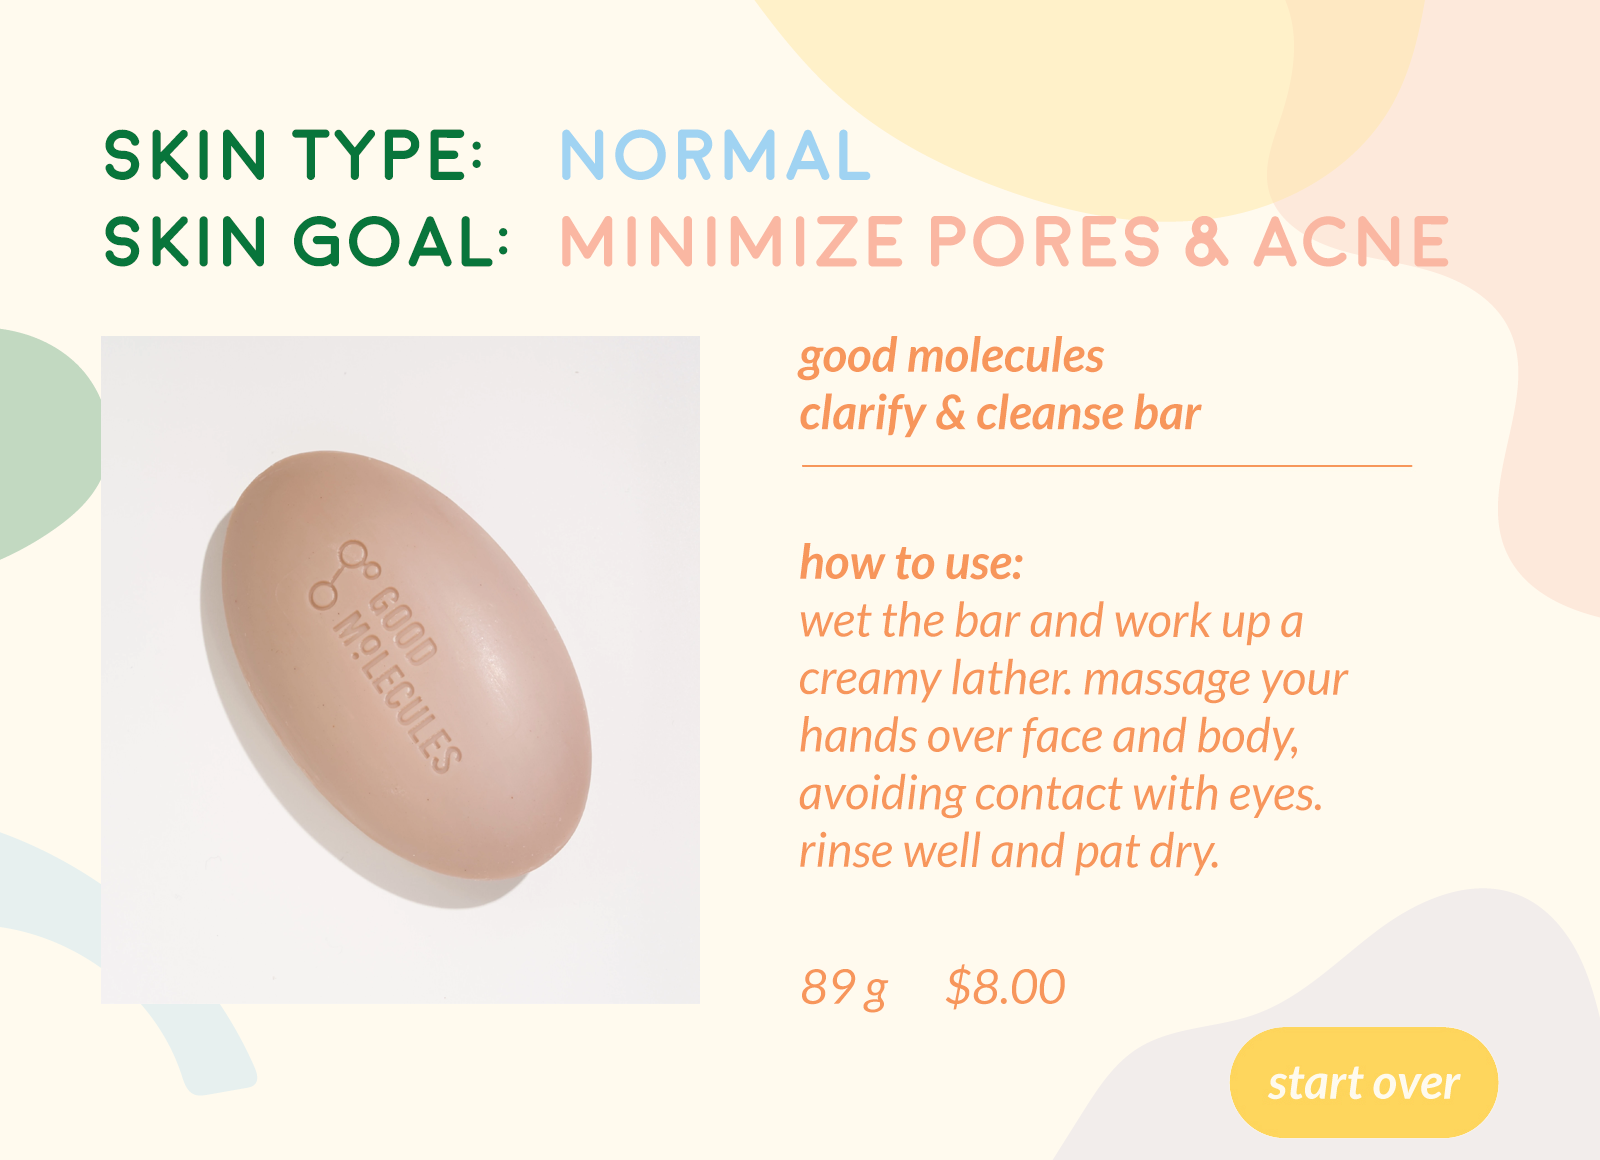 SKIN TYPE: NORMAL
SKIN GOAL: MINIMIZE PORES & ACNE
GOOD
MOLECULES
good molecules
clarify & cleanse bar
how to use:
wet the bar and work up a
creamy lather. massage your
hands over face and body,
avoiding contact with eyes.
rinse well and pat dry.
89 g $8.00
start over